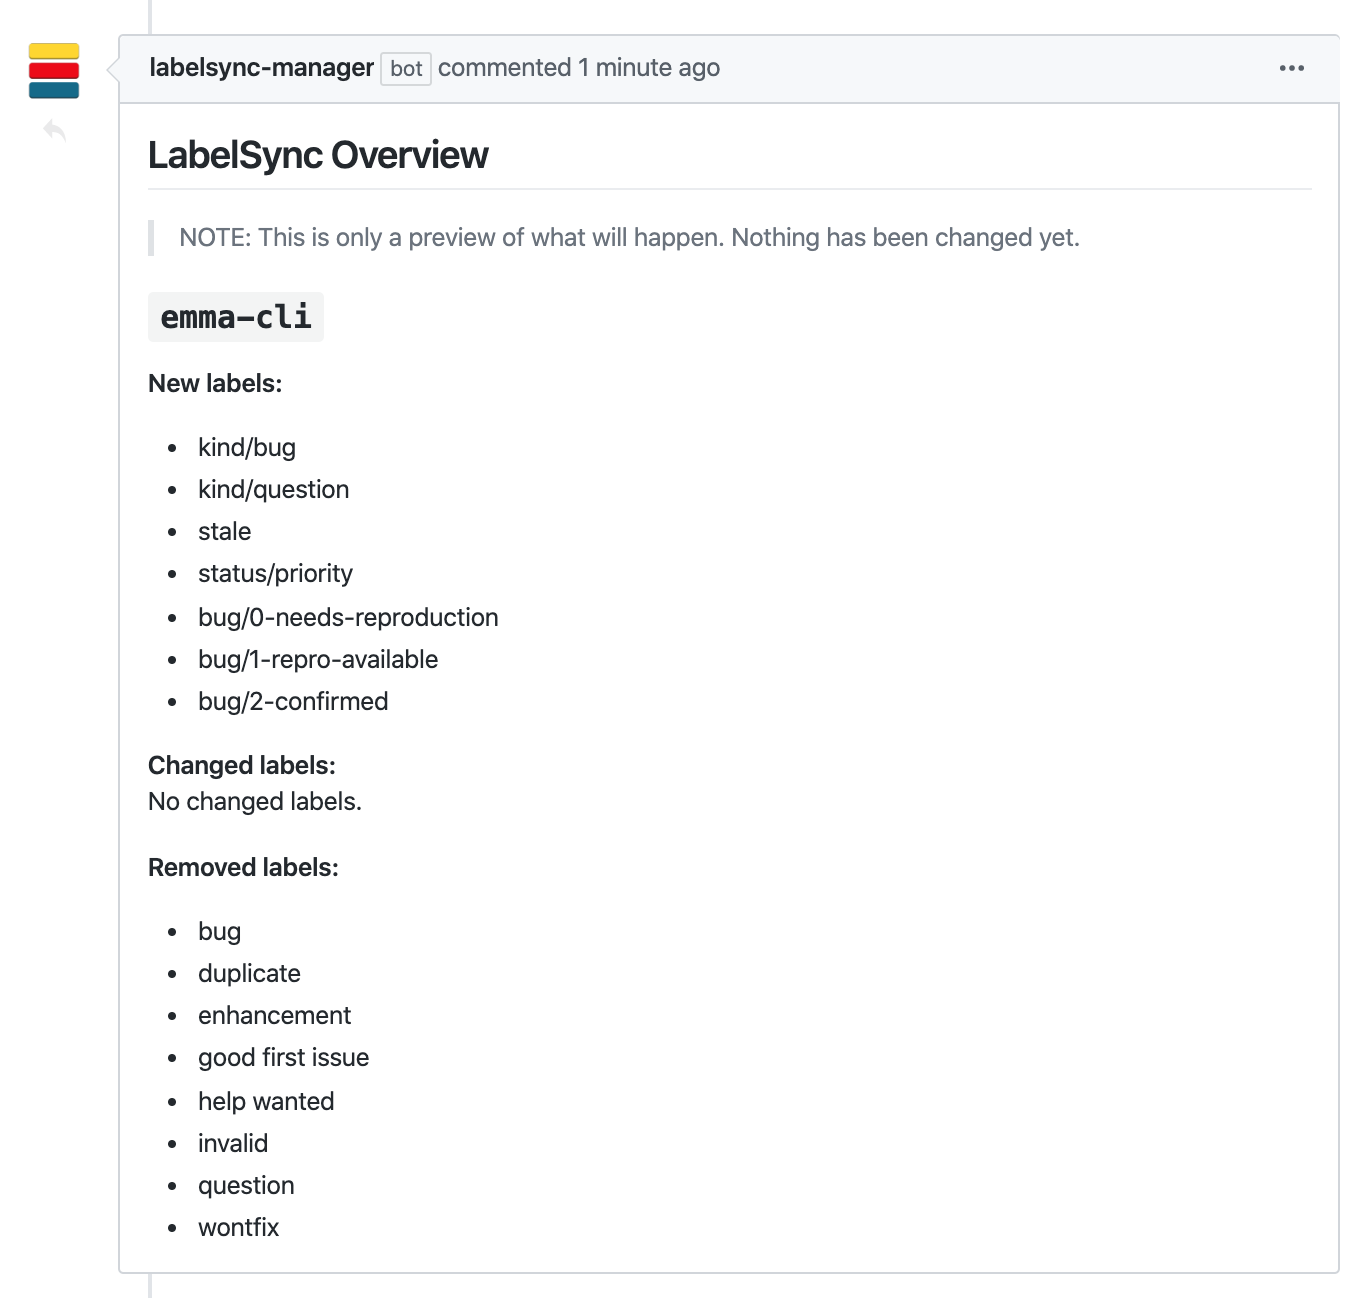 labelsync-manager bot commented 1 minute ago
LabelSync Overview
NOTE: This is only a preview of what will happen. Nothing has been changed yet.
emma-cli
New labels:
kind/bug
kind/question
stale
status/priority
bug/0-needs-reproduction
bug/1-repro-available
bug/2-confirmed
Changed labels:
No changed labels.
Removed labels:
bug
duplicate
enhancement
good first issue
help wanted
invalid
question
wontfix